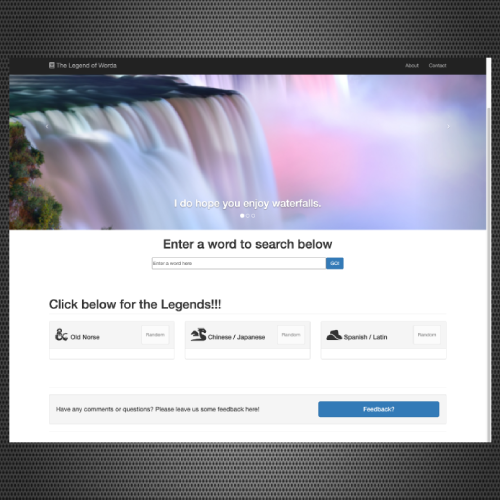 The Legend of Words
About Contact
I do hope you enjoy waterfalls.
Enter a word to search below
Enter a word here GO!
Click below for the Legends!!!
Old Norse Random Chinese / Japanese Random Spanish / Latin Random
Have any comments or questions? Please leave us some feedback here! Feedback?